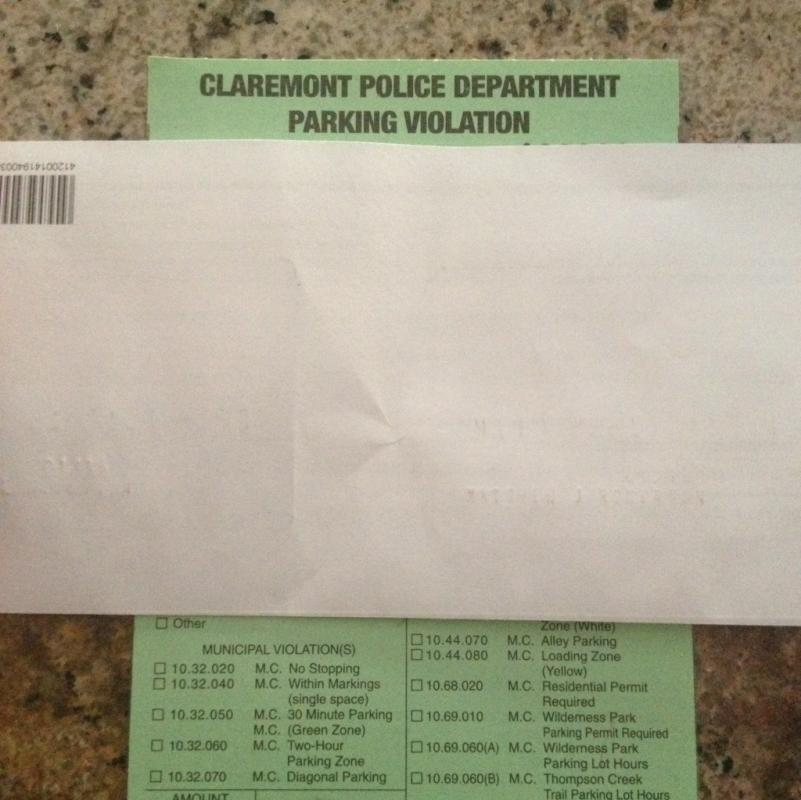 CLAREMONT POLICE DEPARTMENT
PARKING VIOLATION
☐ Other
MUNICIPAL VIOLATION(S)
☐ 10.32.020 M.C. No Stopping
☐ 10.32.040 M.C. Within Markings
(single space)
☐ 10.32.050 M.C. 30 Minute Parking
M.C. (Green Zone)
☐ 10.32.060 M.C. Two-Hour
Parking Zone
☐ 10.32.070 M.C. Diagonal Parking
AMOUNT
Zone (White)
☐ 10.44.070 M.C. Alley Parking
☐ 10.44.080 M.C. Loading Zone
(Yellow)
☐ 10.68.020 M.C. Residential Permit
Required
☐ 10.69.010 M.C. Wilderness Park
Parking Permit Required
☐ 10.69.060(A) M.C. Wilderness Park
Parking Lot Hours
☐ 10.69.060(B) M.C. Thompson Creek
Trail Parking Lot Hours